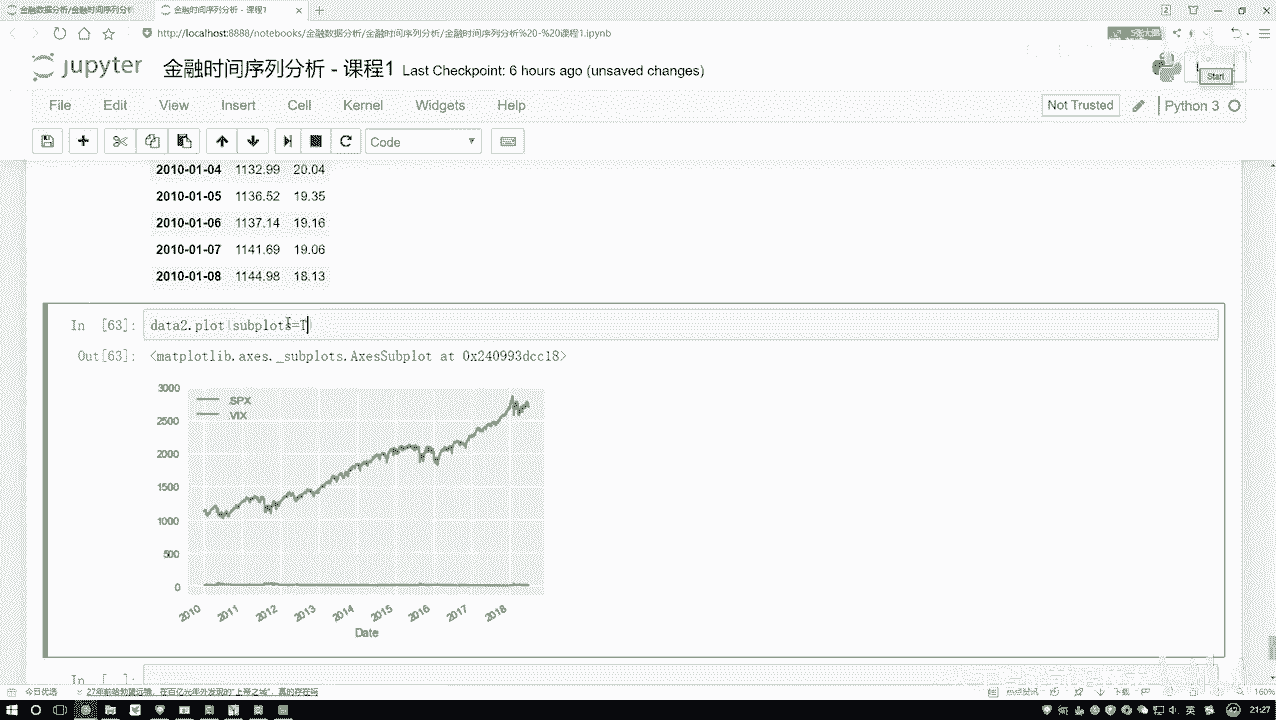 金融数据分析/金融时间序列分析
金融时间序列分析 - 课程1
http://localhost:8888/notebooks/金融数据分析/金融时间序列分析/金融时间序列分析%20-%20课程1.ipynb
jupyter 金融时间序列分析 - 课程1 Last Checkpoint: 6 hours ago (unsaved changes)
Start
File Edit View Insert Cell Kernel Widgets Help
Not Trusted
Python 3
Code
2010-01-04 1132.99 20.04
2010-01-05 1136.52 19.35
2010-01-06 1137.14 19.16
2010-01-07 1141.69 19.06
2010-01-08 1144.98 18.13
In [63]: data2.plot(subplots=T)
Out[63]: <matplotlib.axes._subplots.AxesSubplot at 0x240993dcc18>
3000
SPX
VIX
2500
2000
1500
1000
500
0
2010 2011 2012 2013 2014 2015 2016 2017 2018
Date
In [ ]:
今日优选
160%
英
21:27